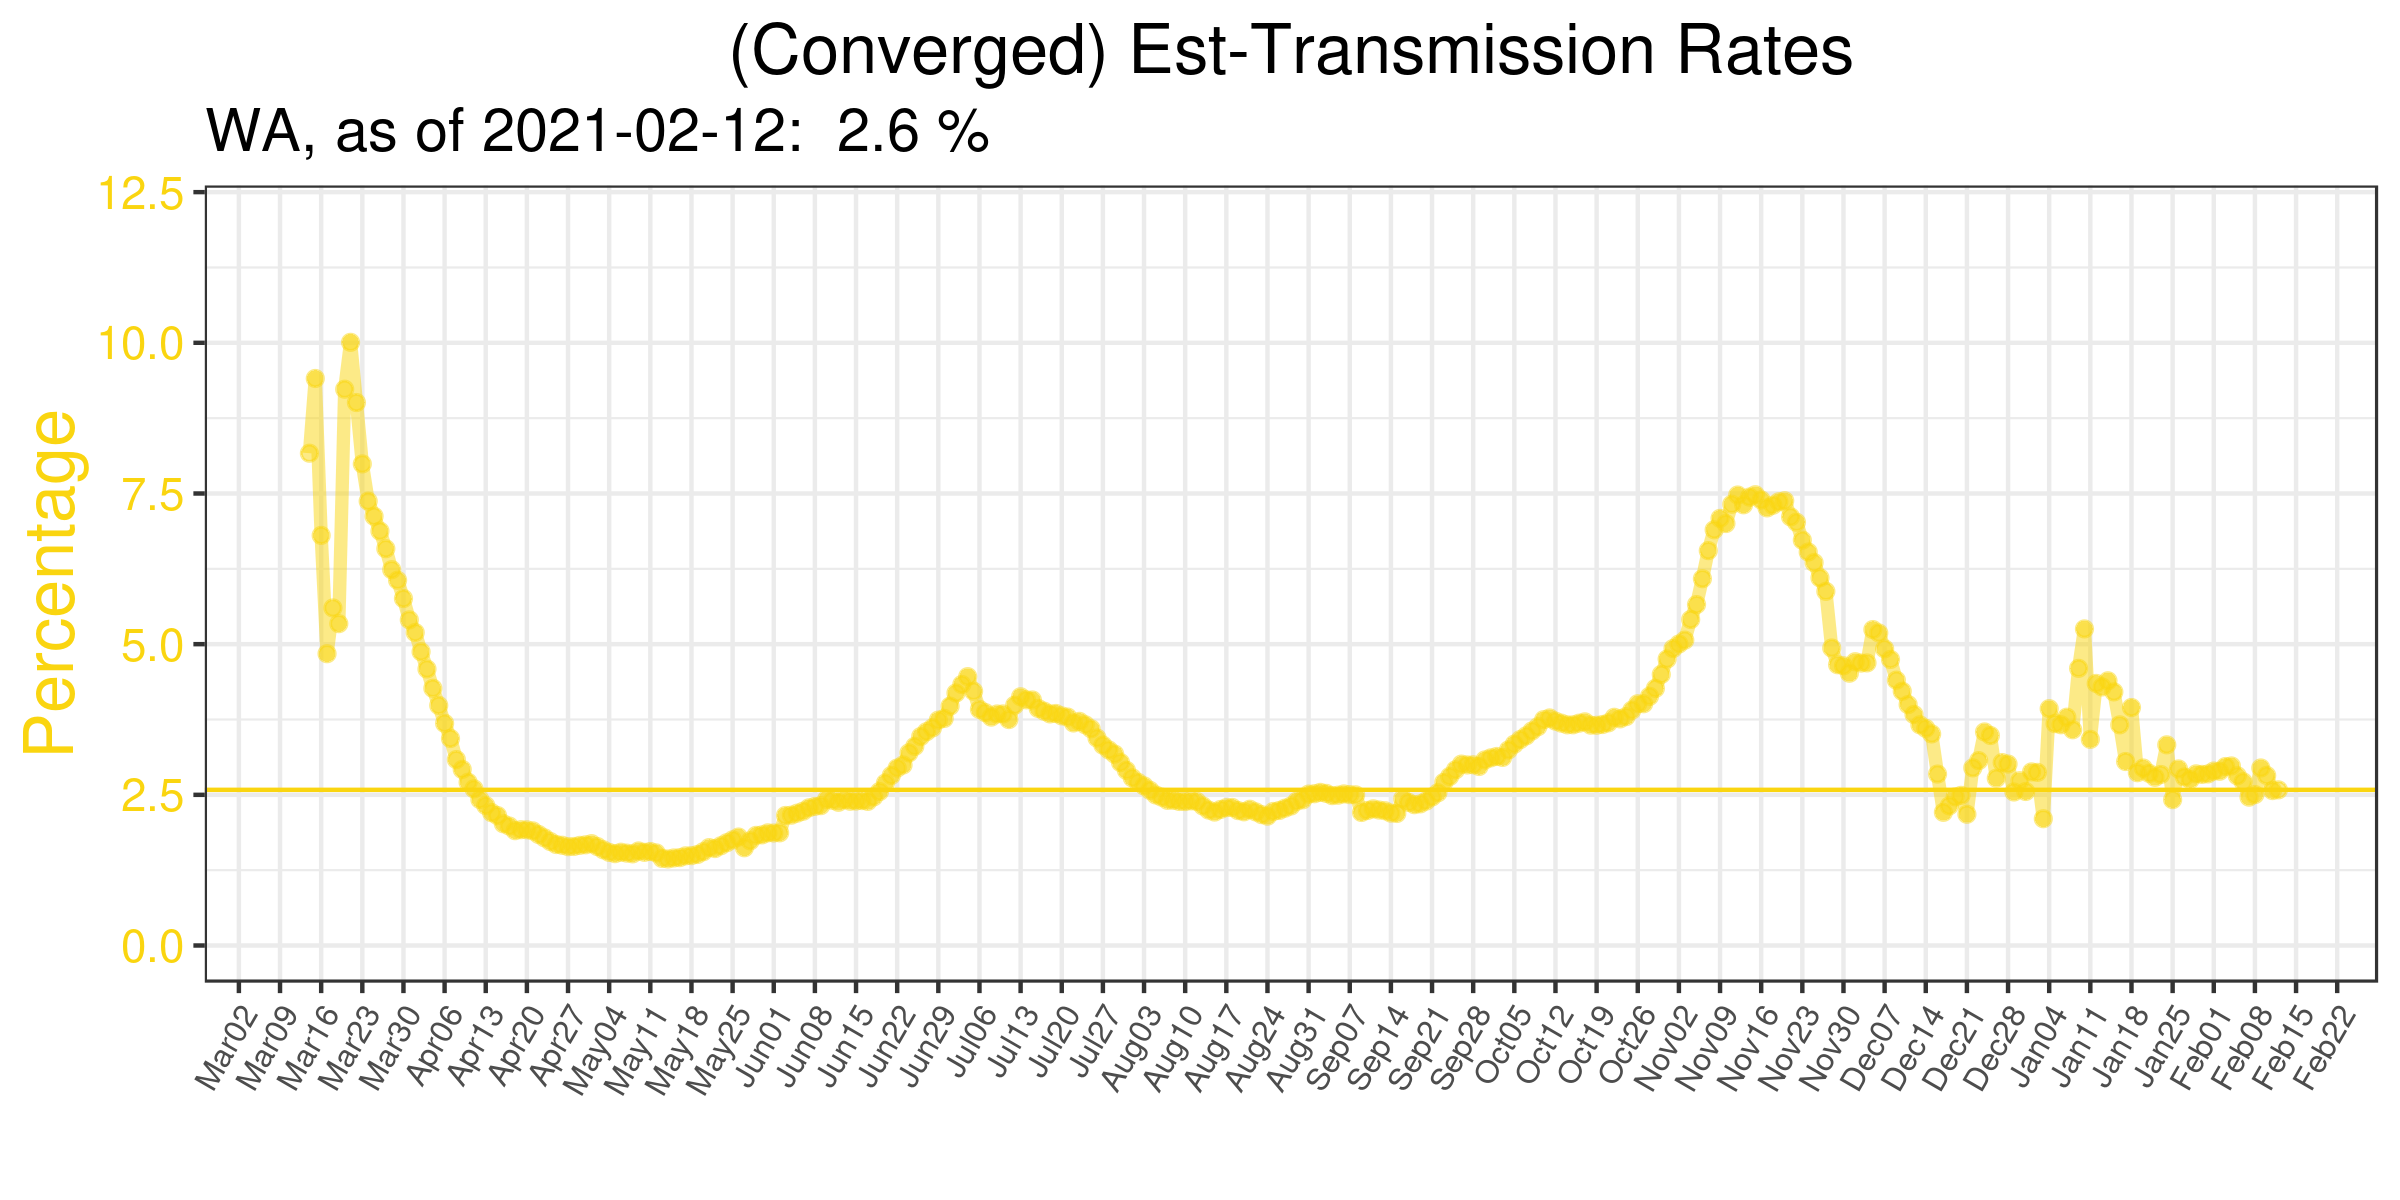 (Converged) Est-Transmission Rates
WA, as of 2021-02-12:  2.6 %
Percentage
12.5
10.0
7.5
5.0
2.5
0.0
Mar02
Mar09
Mar16
Mar23
Mar30
Apr06
Apr13
Apr20
Apr27
May04
May11
May18
May25
Jun01
Jun08
Jun15
Jun22
Jun29
Jul06
Jul13
Jul20
Jul27
Aug03
Aug10
Aug17
Aug24
Aug31
Sep07
Sep14
Sep21
Sep28
Oct05
Oct12
Oct19
Oct26
Nov02
Nov09
Nov16
Nov23
Nov30
Dec07
Dec14
Dec21
Dec28
Jan04
Jan11
Jan18
Jan25
Feb01
Feb08
Feb15
Feb22